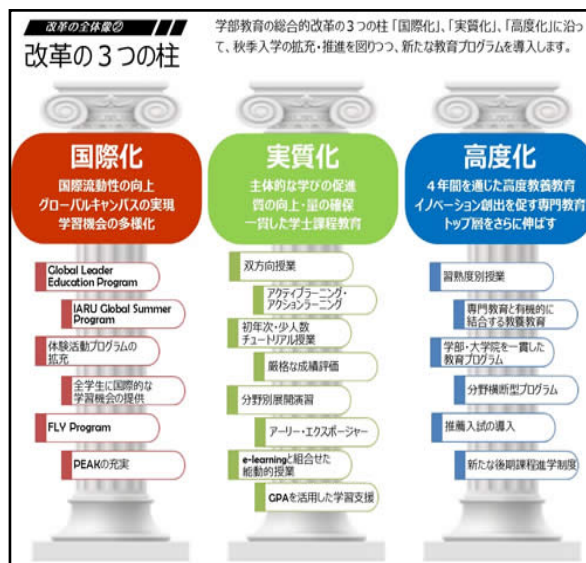 改革の全体像②
改革の３つの柱
学部教育の総合的改革の３つの柱「国際化」、「実質化」、「高度化」に沿っ
て、秋季入学の拡充・推進を図りつつ、新たな教育プログラムを導入します。
国際化
国際流動性の向上
グローバルキャンパスの実現
学習機会の多様化
Global Leader
Education Program
IARU Global Summer
Program
体験活動プログラムの
拡充
全学生に国際的な
学習機会の提供
FLY Program
PEAKの充実
実質化
主体的な学びの促進
質の向上・量の確保
一貫した学士課程教育
双方向授業
アクティブラーニング・
アクションラーニング
初年次・少人数
チュートリアル授業
厳格な成績評価
分野別展開演習
アーリー・エクスポージャー
e-learningと組合せた
能動的授業
GPAを活用した学習支援
高度化
４年間を通じた高度教養教育
イノベーション創出を促す専門教育
トップ層をさらに伸ばす
習熟度別授業
専門教育と有機的に
結合する教養教育
学部・大学院を一貫した
教育プログラム
分野横断型プログラム
推薦入試の導入
新たな後期課程進学制度